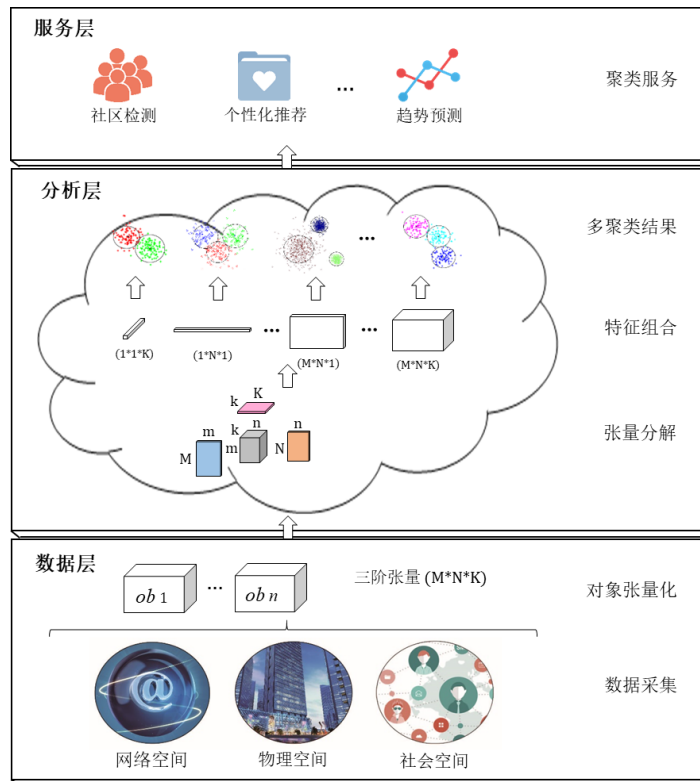 服务层
社区检测
个性化推荐
...
趋势预测
聚类服务
分析层
多聚类结果
...
特征组合
(1*1*K)
(1*N*1)
...
(M*N*1)
...
(M*N*K)
K
k
m
k
n
n
m
M
N
张量分解
数据层
三阶张量 (M*N*K)
对象张量化
ob 1
...
ob n
@
数据采集
网络空间
物理空间
社会空间